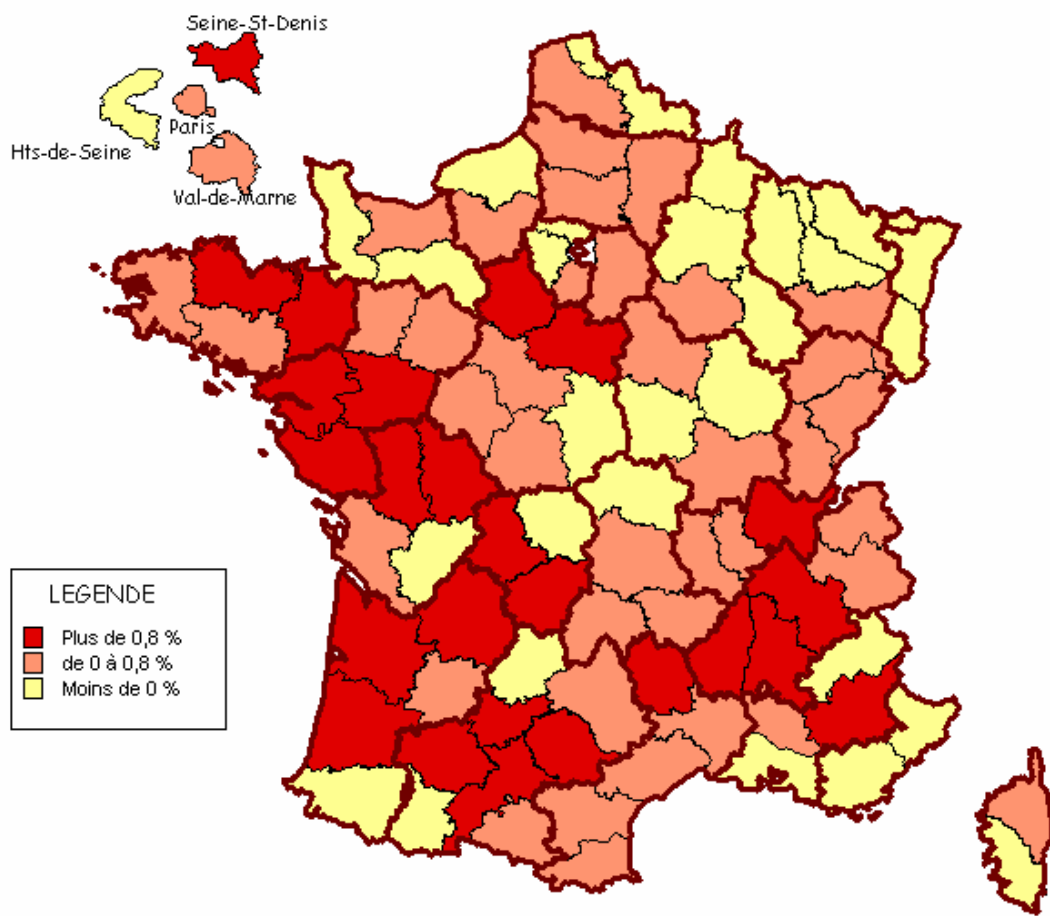 Seine-St-Denis
Paris
Hts-de-Seine
Val-de-Marne
LEGENDE
Plus de 0,8 %
de 0 à 0,8 %
Moins de 0 %